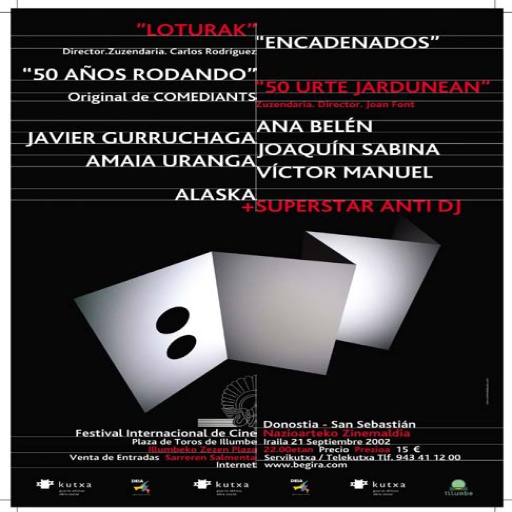 "LOTURAK"
Director.Zuzendaria. Carlos Rodríguez
"ENCADENADOS"
"50 AÑOS RODANDO"
"50 URTE JARDUNEAN"
Original de COMEDIANTS
Zuzendaria. Director. Joan Font
JAVIER GURRUCHAGA
ANA BELÉN
AMAIA URANGA
JOAQUÍN SABINA
VÍCTOR MANUEL
ALASKA
+SUPERSTAR ANTI DJ
Donostia - San Sebastián
Festival Internacional de Cine Nazioarteko Zinemaldia
Plaza de Toros de Illumbe Iraila 21 Septiembre 2002
Illumbeko Zezen Plaza 22.00etan Precio Prezioa 15 €
Venta de Entradas Sarreren Salmenta Servikutxa / Telekutxa Tlf. 943 41 12 00
Internet www.begira.com
kutxa DEIA kutxa DEIA kutxa illumbe